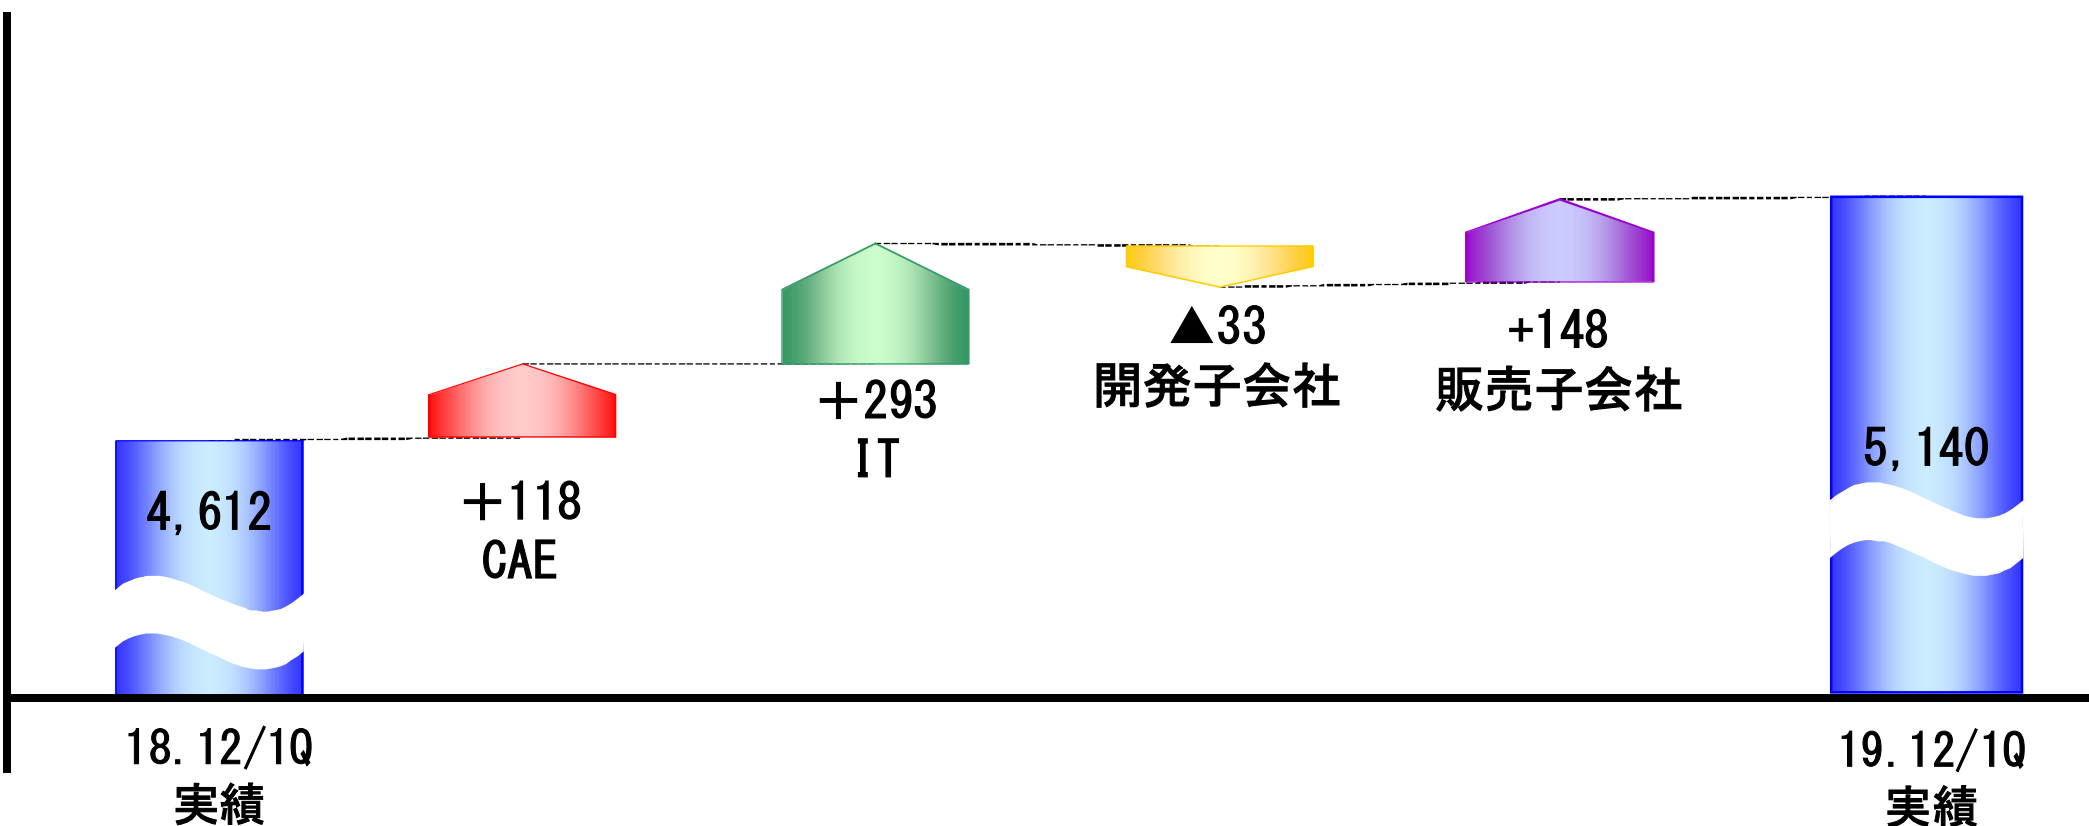 4,612
18.12/1Q
実績
＋118
CAE
＋293
IT
▲33
開発子会社
+148
販売子会社
5,140
19.12/1Q
実績